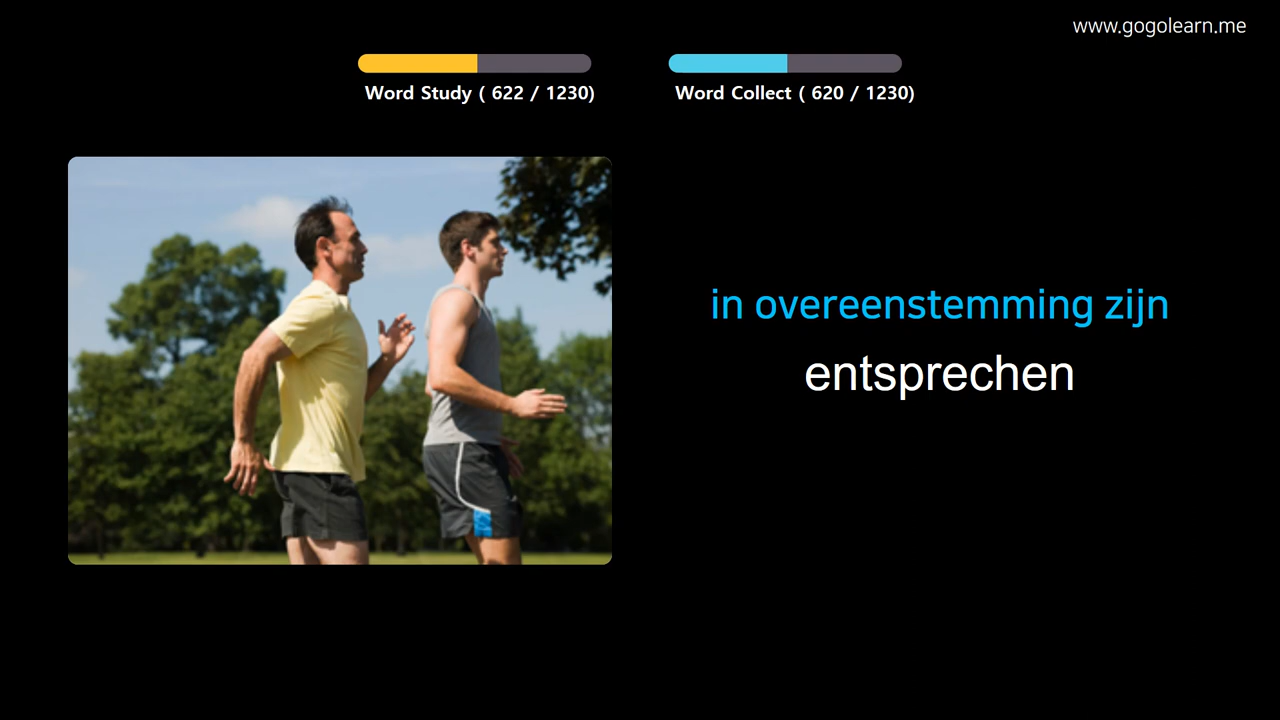 www.gogolearn.me
Word Study ( 622 / 1230)
Word Collect ( 620 / 1230)
in overeenstemming zijn
entsprechen